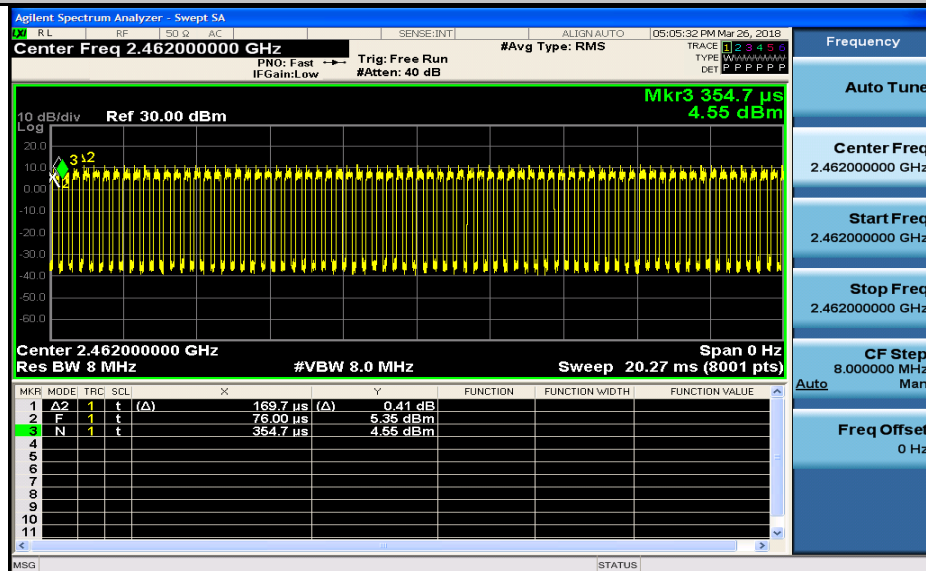 Agilent Spectrum Analyzer - Swept SA
LXI RL RF 50 Ω AC SENSE:INT ALIGN AUTO 05:05:32 PM Mar 26, 2018
Center Freq 2.462000000 GHz #Avg Type: RMS TRACE 1 2 3 4 5 6
PNO: Fast Trig: Free Run TYPE WWWWWW
IFGain:Low #Atten: 40 dB DET P P P P P P
Mkr3 354.7 µs
10 dB/div Ref 30.00 dBm 4.55 dBm
Log
20.0
10.0
0.00
-10.0
-20.0
-30.0
-40.0
-50.0
-60.0
3 2
2
Center 2.462000000 GHz Span 0 Hz
Res BW 8 MHz #VBW 8.0 MHz Sweep 20.27 ms (8001 pts)
MKR MODE TRC SCL X Y FUNCTION FUNCTION WIDTH FUNCTION VALUE
1 Δ2 1 t (Δ) 169.7 µs (Δ) 0.41 dB
2 F 1 t 76.00 µs 5.35 dBm
3 N 1 t 354.7 µs 4.55 dBm
4
5
6
7
8
9
10
11
MSG STATUS
Frequency
Auto Tune
Center Freq
2.462000000 GHz
Start Freq
2.462000000 GHz
Stop Freq
2.462000000 GHz
CF Step
8.000000 MHz
Auto Man
Freq Offset
0 Hz